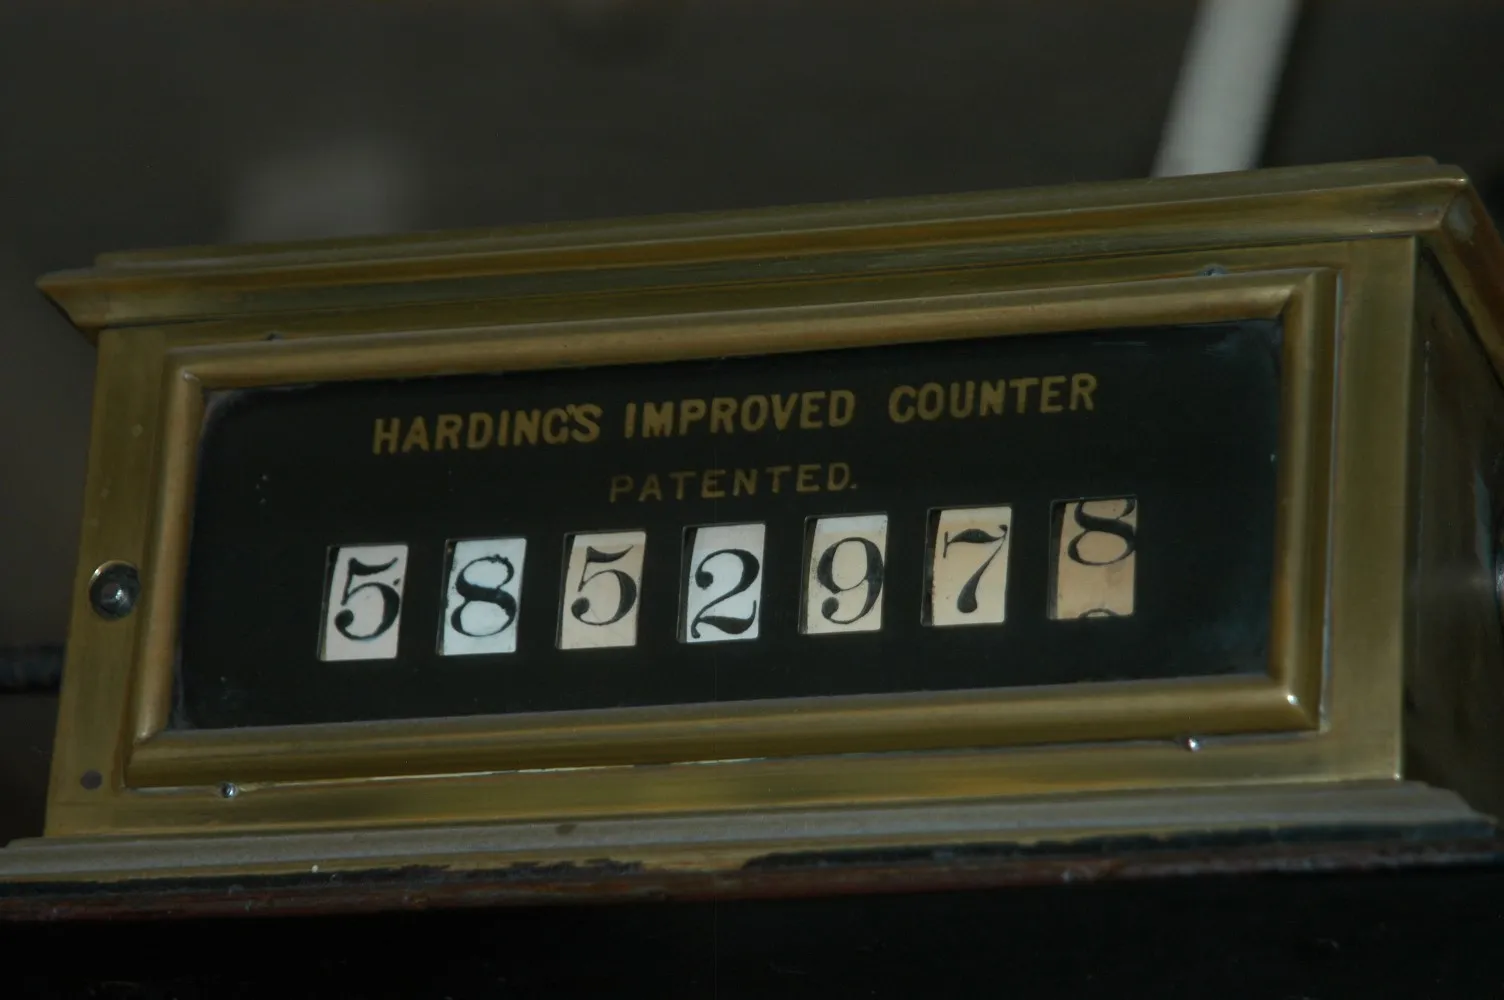 HARDING'S IMPROVED COUNTER
PATENTED.
5852978